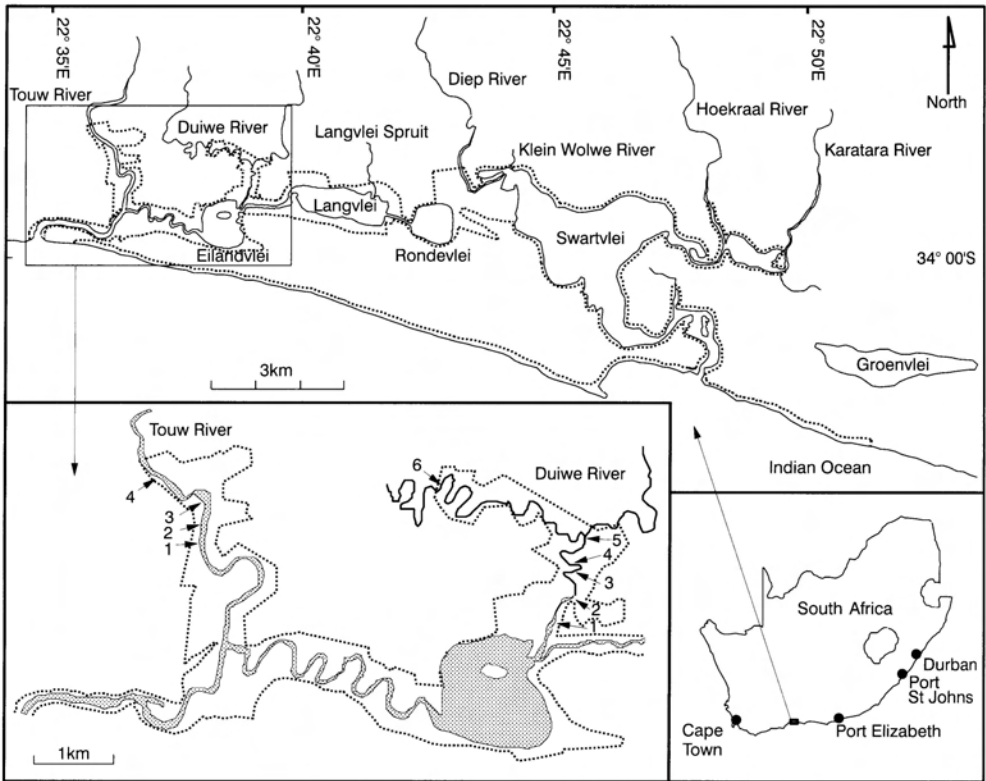 22° 35'E
22° 40'E
22° 45'E
22° 50'E
North
Touw River
Duiwe River
Langvlei Spruit
Diep River
Klein Wolwe River
Hoekraal River
Karatara River
Langvlei
Eilandvlei
Rondevlei
Swartvlei
34° 00'S
Groenvlei
3km
Indian Ocean
Touw River
4
3
2
1
Duiwe River
6
5
4
3
2
1
1km
South Africa
Durban
Port
St Johns
Port Elizabeth
Cape
Town